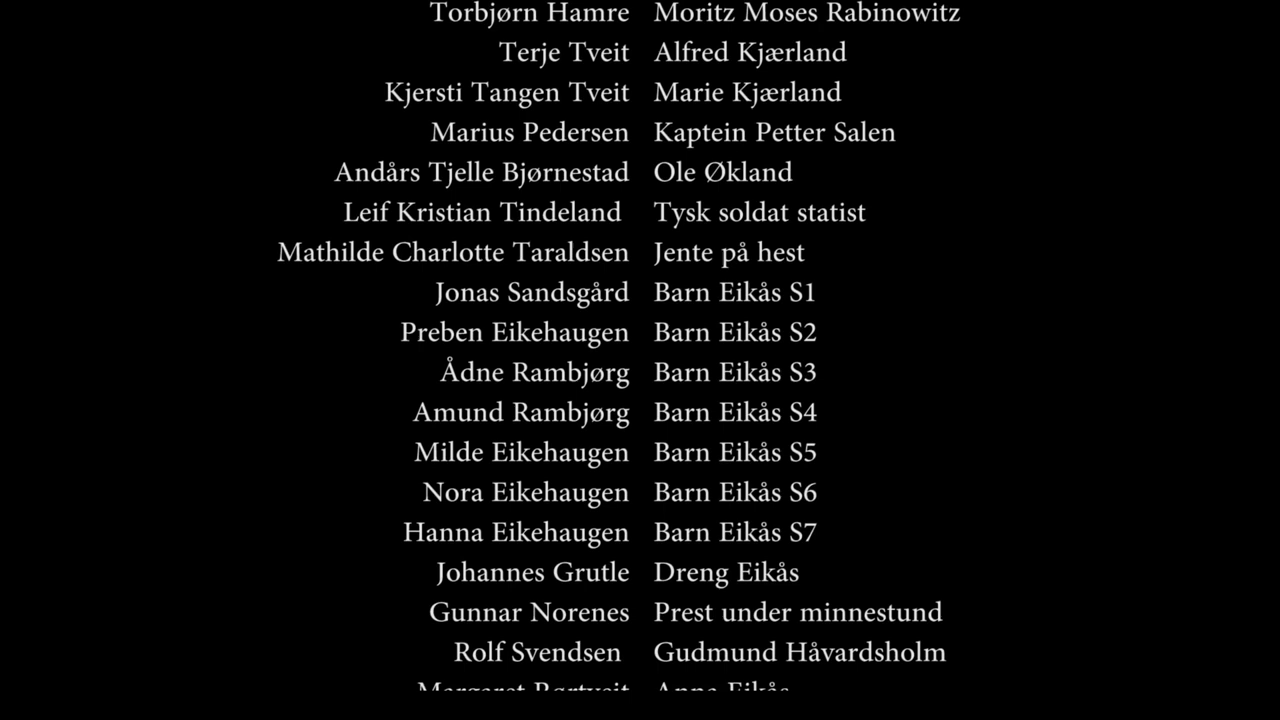 Torbjørn Hamre Moritz Moses Rabinowitz
Terje Tveit Alfred Kjærland
Kjersti Tangen Tveit Marie Kjærland
Marius Pedersen Kaptein Petter Salen
Andårs Tjelle Bjørnestad Ole Økland
Leif Kristian Tindeland Tysk soldat statist
Mathilde Charlotte Taraldsen Jente på hest
Jonas Sandsgård Barn Eikås S1
Preben Eikehaugen Barn Eikås S2
Ådne Rambjørg Barn Eikås S3
Amund Rambjørg Barn Eikås S4
Milde Eikehaugen Barn Eikås S5
Nora Eikehaugen Barn Eikås S6
Hanna Eikehaugen Barn Eikås S7
Johannes Grutle Dreng Eikås
Gunnar Norenes Prest under minnestund
Rolf Svendsen Gudmund Håvardsholm
Margaret Eikås